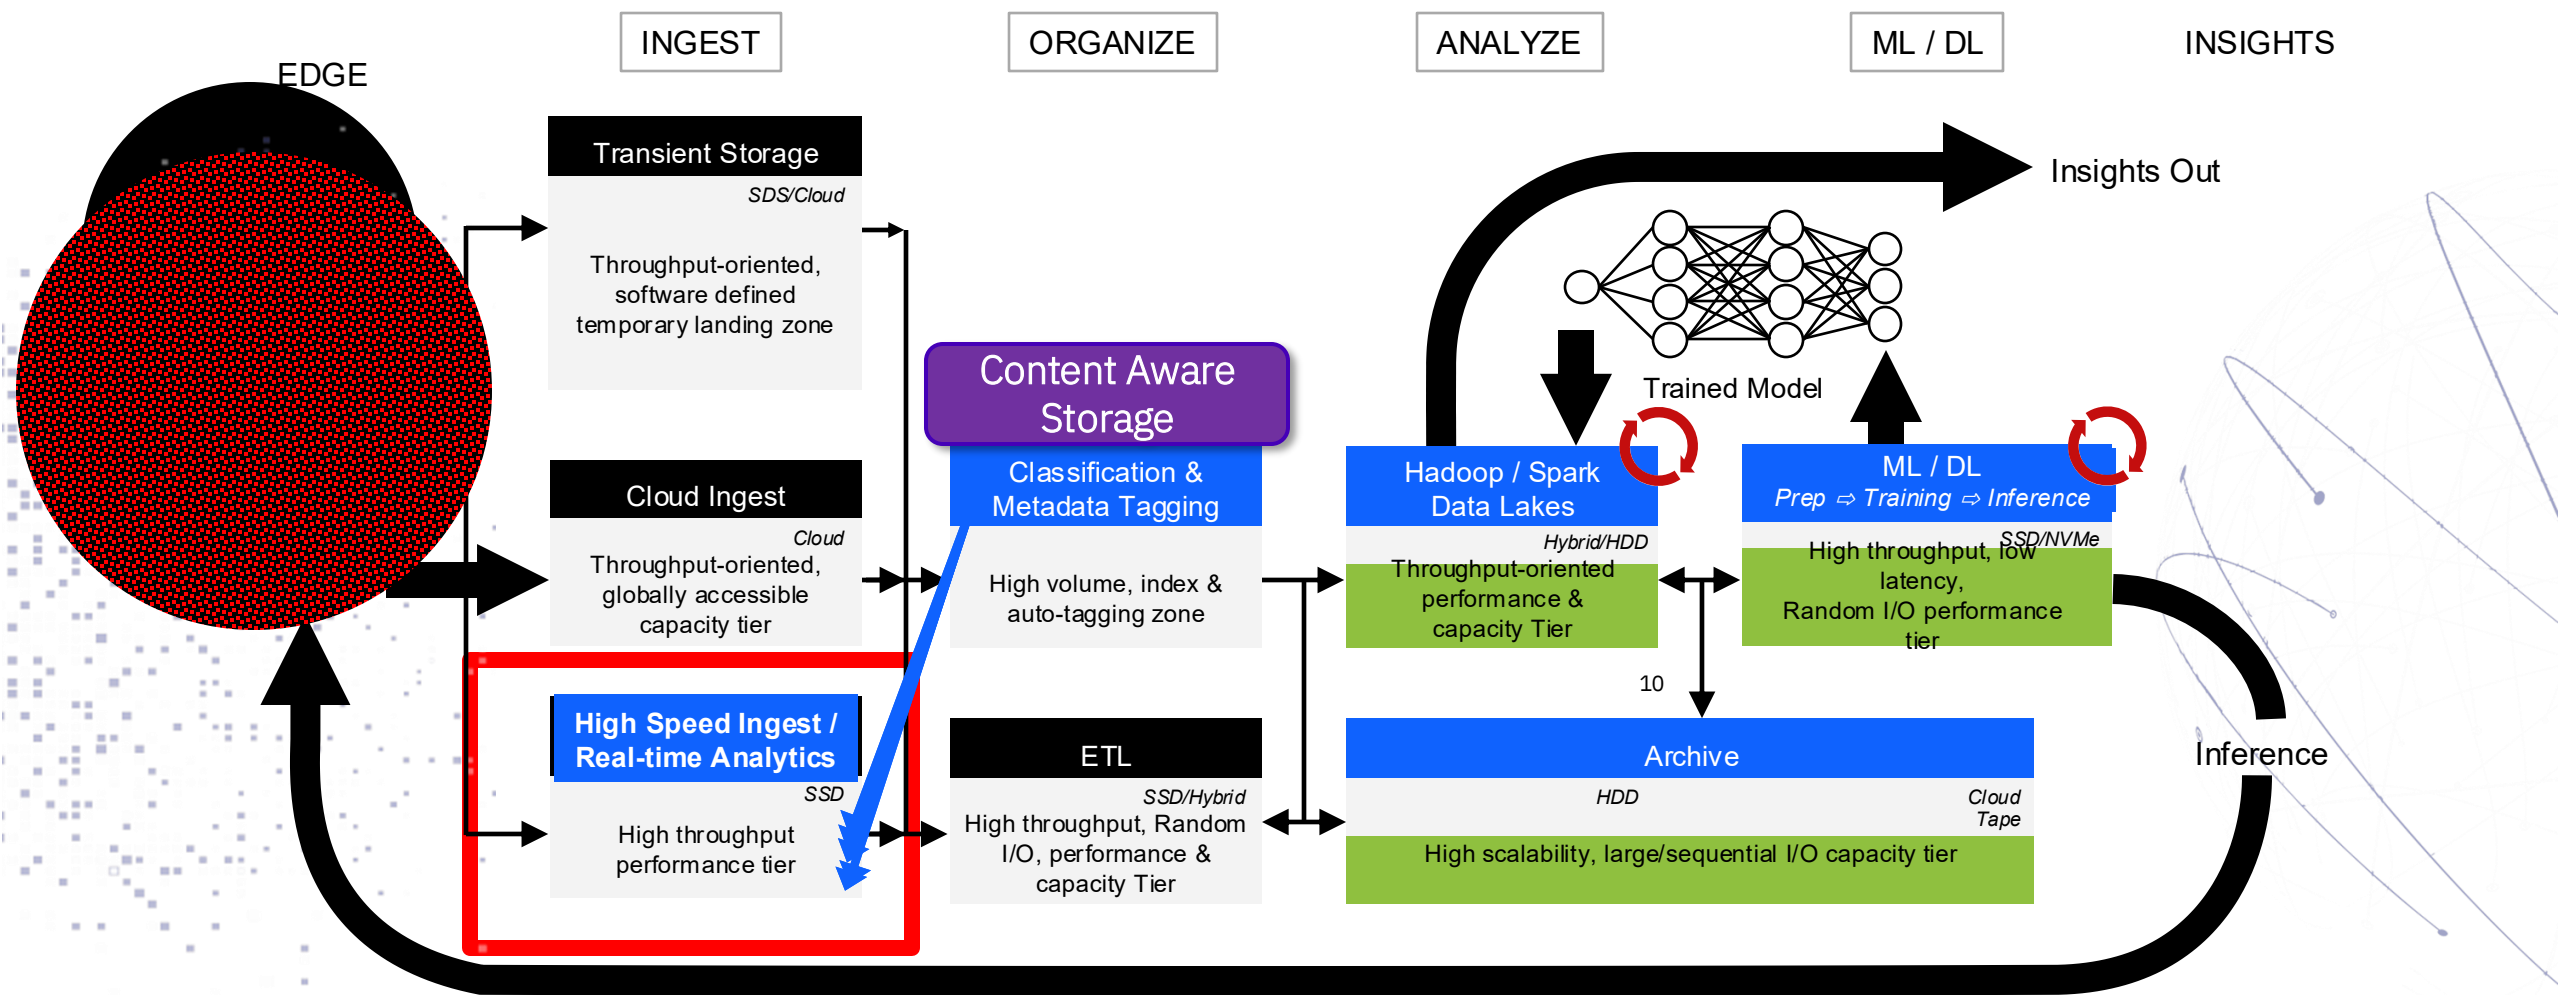 EDGE
INGEST
ORGANIZE
ANALYZE
ML / DL
INSIGHTS
Transient Storage
SDS/Cloud
Throughput-oriented,
software defined
temporary landing zone
Cloud Ingest
Cloud
Throughput-oriented,
globally accessible
capacity tier
High Speed Ingest /
Real-time Analytics
SSD
High throughput
performance tier
Content Aware
Storage
Classification &
Metadata Tagging
High volume, index &
auto-tagging zone
ETL
SSD/Hybrid
High throughput, Random
I/O, performance &
capacity Tier
Insights Out
Trained Model
Hadoop / Spark
Data Lakes
Hybrid/HDD
Throughput-oriented
performance &
capacity Tier
ML / DL
Prep ⇨ Training ⇨ Inference
SSD/NVMe
High throughput, low
latency,
Random I/O performance
tier
10
Archive
HDD
Cloud
Tape
High scalability, large/sequential I/O capacity tier
Inference